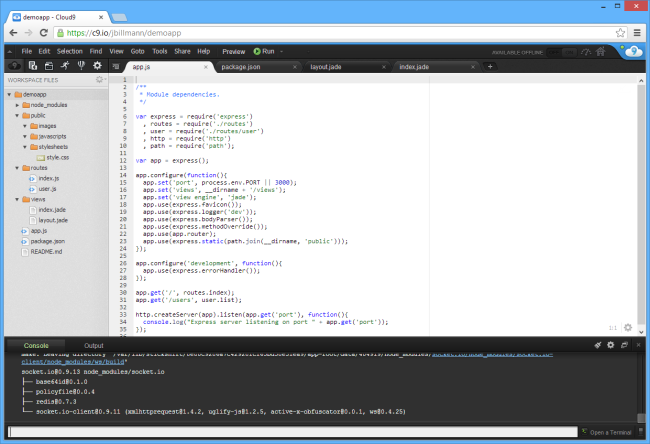 demoapp - Cloud9
https://c9.io/jbillmann/demoapp
File Edit Selection Find View Goto Tools Share Help Preview Run
AVAILABLE OFFLINE
app.js package.json layout.jade index.jade
WORKSPACE FILES
demoapp
node_modules
public
images
javascripts
stylesheets
style.css
routes
index.js
user.js
views
index.jade
layout.jade
app.js
package.json
README.md
1
2 /**
3 * Module dependencies.
4 */
5
6 var express = require('express')
7 , routes = require('./routes')
8 , user = require('./routes/user')
9 , http = require('http')
10 , path = require('path');
11
12 var app = express();
13
14 app.configure(function(){
15 app.set('port', process.env.PORT || 3000);
16 app.set('views', __dirname + '/views');
17 app.set('view engine', 'jade');
18 app.use(express.favicon());
19 app.use(express.logger('dev'));
20 app.use(express.bodyParser());
21 app.use(express.methodOverride());
22 app.use(app.router);
23 app.use(express.static(path.join(__dirname, 'public')));
24 });
25
26 app.configure('development', function(){
27 app.use(express.errorHandler());
28 });
29
30 app.get('/', routes.index);
31 app.get('/users', user.list);
32
33 http.createServer(app).listen(app.get('port'), function(){
34 console.log("Express server listening on port " + app.get('port'));
35 });
1:1
Console Output
make: Leaving directory
client/node_modules/ws/build"
socket.io@0.9.13 node_modules/socket.io
├── base64id@0.1.0
├── policyfile@0.0.4
├── redis@0.7.3
└── socket.io-client@0.9.11 (xmlhttprequest@1.4.2, uglify-js@1.2.5, active-x-obfuscator@0.0.1, ws@0.4.25)
Open a Terminal